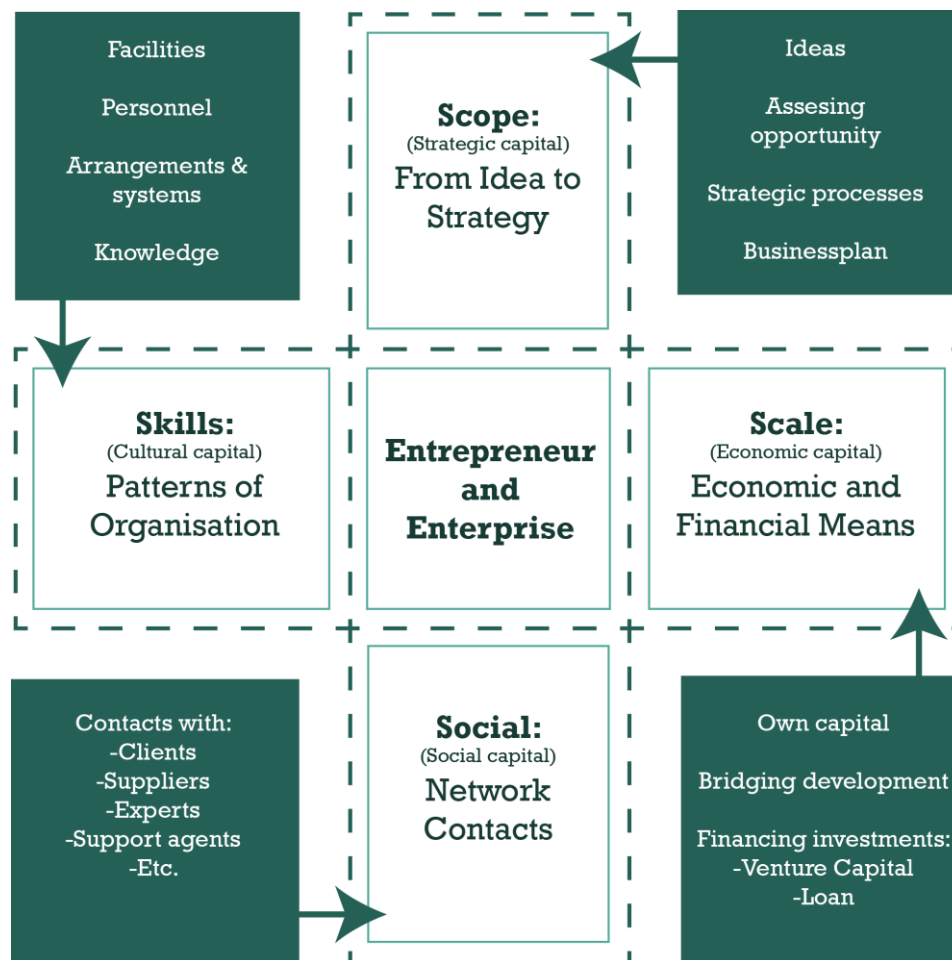 Facilities
Personnel
Arrangements &
systems
Knowledge
Scope:
(Strategic capital)
From Idea to
Strategy
Ideas
Assesing
opportunity
Strategic processes
Businessplan
Skills:
(Cultural capital)
Patterns of
Organisation
Entrepreneur
and
Enterprise
Scale:
(Economic capital)
Economic and
Financial Means
Contacts with:
-Clients
-Suppliers
-Experts
-Support agents
-Etc.
Social:
(Social capital)
Network
Contacts
Own capital
Bridging development
Financing investments:
-Venture Capital
-Loan